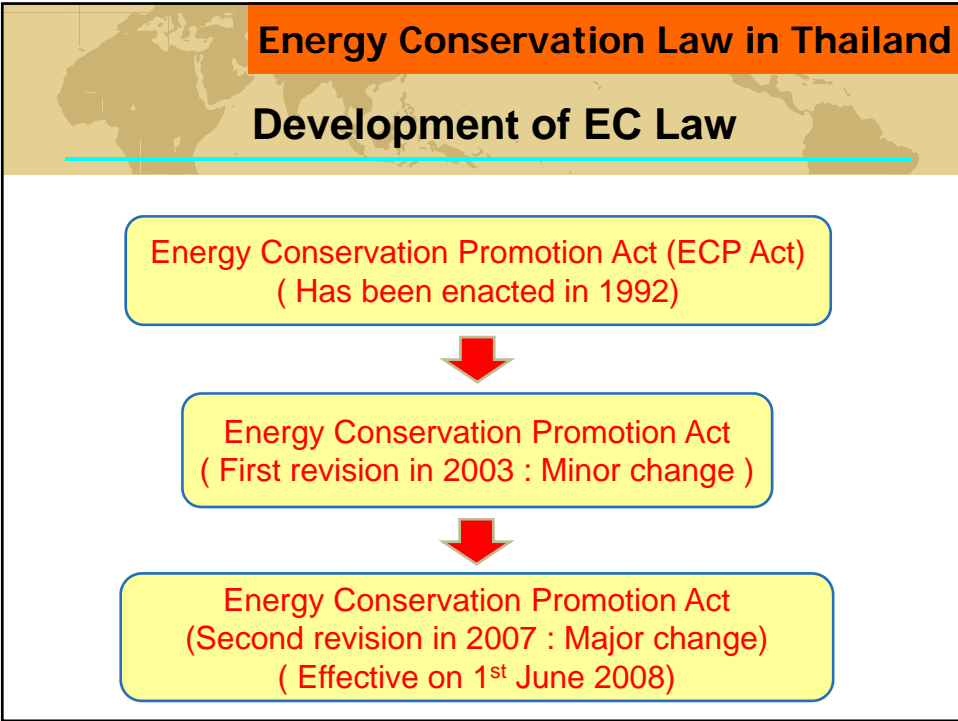 Energy Conservation Law in Thailand
Development of EC Law
Energy Conservation Promotion Act (ECP Act)
( Has been enacted in 1992)
Energy Conservation Promotion Act
( First revision in 2003 : Minor change )
Energy Conservation Promotion Act
(Second revision in 2007 : Major change)
( Effective on 1st June 2008)